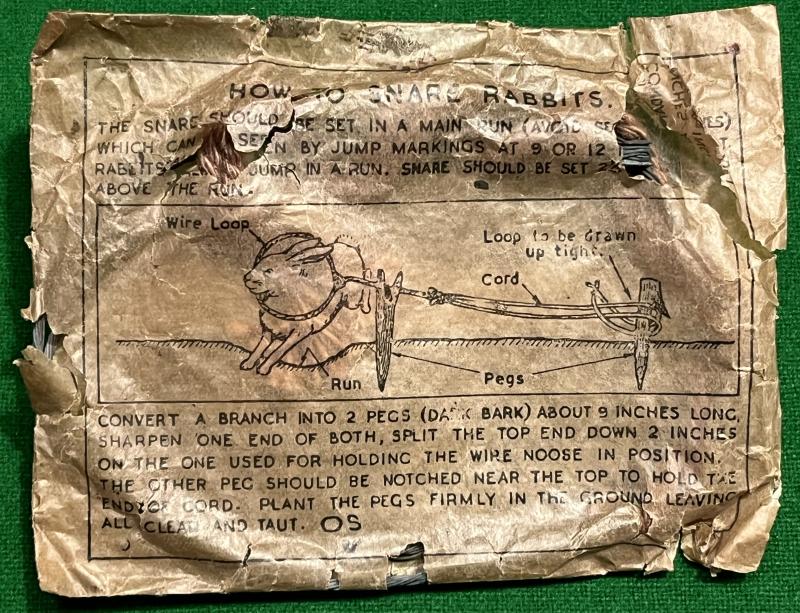 HOW TO SNARE RABBITS.
THE SNARE SHOULD BE SET IN A MAIN RUN (AVOID
WHICH CAN SEEN BY JUMP MARKINGS AT 9 OR 12
RABBITS JUMP IN A RUN. SNARE SHOULD BE SET
ABOVE THE RUN.
Wire Loop
Loop to be drawn
up tight.
Cord
Run
Pegs
CONVERT A BRANCH INTO 2 PEGS (DARK BARK) ABOUT 9 INCHES LONG,
SHARPEN ONE END OF BOTH, SPLIT THE TOP END DOWN 2 INCHES
ON THE ONE USED FOR HOLDING THE WIRE NOOSE IN POSITION.
THE OTHER PEG SHOULD BE NOTCHED NEAR THE TOP TO HOLD THE
END OF CORD. PLANT THE PEGS FIRMLY IN THE GROUND LEAVING
ALL CLEAR AND TAUT. OS